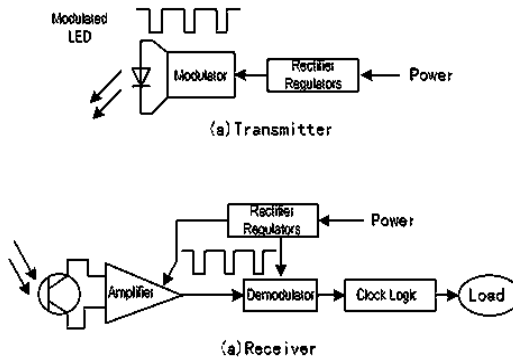 Modulated
LED
Modulator
Rectifier
Regulators
Power
(a)Transmitter
Rectifier
Regulators
Power
Amplifier
Demodulator
Clock Logic
Load
(a)Receiver